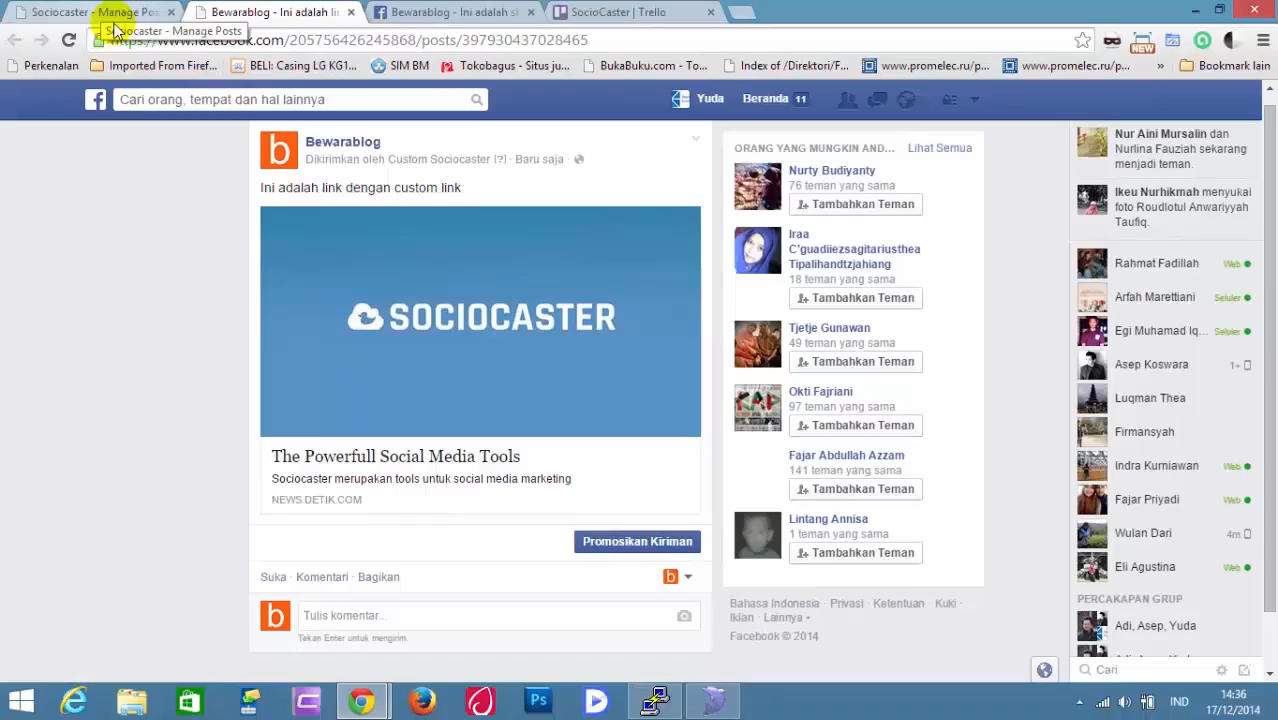 Sociocaster - Manage Pos
Bewarablog - Ini adalah lin
Bewarablog - Ini adalah s
SocioCaster | Trello
Sociocaster - Manage Posts
https://www.facebook.com/205756426245868/posts/397930437028465
NEW
Perkenalan
Imported From Firef...
BELI: Casing LG KG1...
SIM BM
Tokobagus - Situs ju...
BukaBuku.com - To...
Index of /Direktori/F...
www.promelec.ru/p...
www.promelec.ru/p...
»
Bookmark lain
Cari orang, tempat dan hal lainnya
Yuda
Beranda 11
b
Bewarablog
Dikirimkan oleh Custom Sociocaster [?] · Baru saja ·
Ini adalah link dengan custom link
SOCIOCASTER
The Powerfull Social Media Tools
Sociocaster merupakan tools untuk social media marketing
NEWS.DETIK.COM
Promosikan Kiriman
Suka · Komentari · Bagikan
b
b
Tulis komentar...
Tekan Enter untuk mengirim.
ORANG YANG MUNGKIN AND...
Lihat Semua
Nurty Budiyanty
76 teman yang sama
Tambahkan Teman
Iraa
C'guadiiezsagitariusthea
Tipalihandtzjahiang
18 teman yang sama
Tambahkan Teman
Tjetje Gunawan
49 teman yang sama
Tambahkan Teman
Okti Fajriani
97 teman yang sama
Tambahkan Teman
Fajar Abdullah Azzam
141 teman yang sama
Tambahkan Teman
Lintang Annisa
1 teman yang sama
Tambahkan Teman
Bahasa Indonesia · Privasi · Ketentuan · Kuki ·
Iklan · Lainnya
Facebook © 2014
Nur Aini Mursalin dan
Nurlina Fauziah sekarang
menjadi teman.
Ikeu Nurhikmah menyukai
foto Roudlotul Anwariyyah
Taufiq.
Rahmat Fadillah Web
Arfah Marettiani Seluler
Egi Muhamad Iq... Seluler
Asep Koswara 1+
Luqman Thea
Firmansyah
Indra Kurniawan Web
Fajar Priyadi Web
Wulan Dari 4m
Eli Agustina Web
PERCAKAPAN GRUP
Adi, Asep, Yuda
Cari
Ps
IND
14:36
17/12/2014